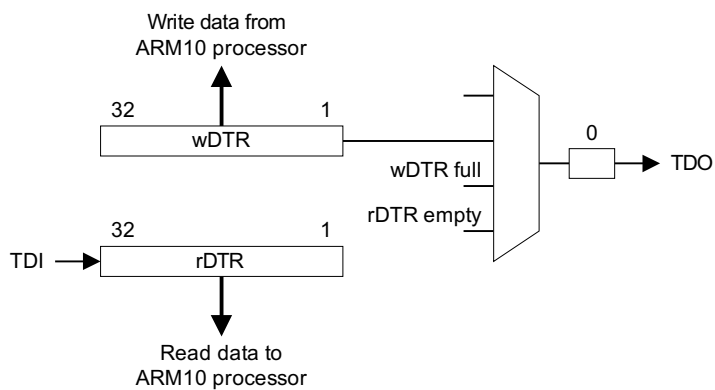 Write data from
ARM10 processor
32 1
wDTR
0
TDO
wDTR full
rDTR empty
32 1
TDI
rDTR
Read data to
ARM10 processor